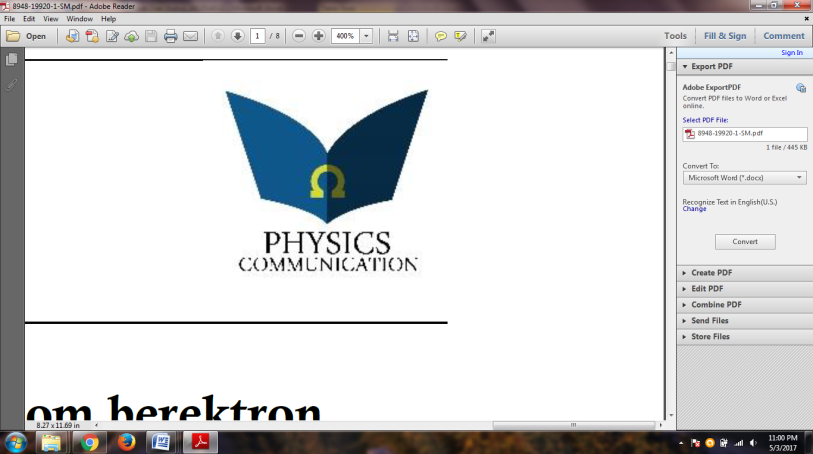 8948-19920-1-SM.pdf - Adobe Reader
File Edit View Window Help
Open 1 / 8 400% Tools Fill & Sign Comment
Sign In
Export PDF
Adobe ExportPDF
Convert PDF files to Word or Excel
online.
Select PDF File:
8948-19920-1-SM.pdf
1 file / 445 KB
Convert To:
Microsoft Word (*.docx)
Recognize Text in English(U.S.)
Change
Convert
Create PDF
Edit PDF
Combine PDF
Send Files
Store Files
Ω
PHYSICS
COMMUNICATION
om berektron
8.27 x 11.69 in
11:00 PM
5/3/2017